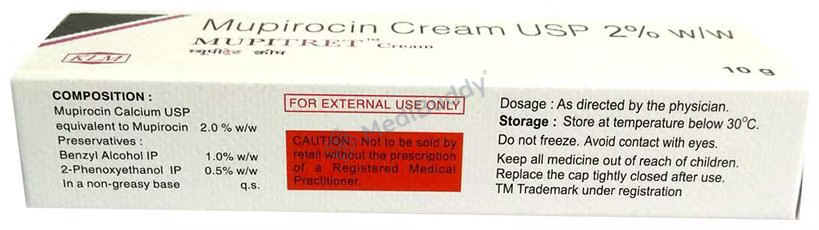 Mupirocin Cream USP 2% w/w
MUPITRET™ Cream
म्यूपीट्रेट क्रीम
KLM
10 g
COMPOSITION :
Mupirocin Calcium USP
equivalent to Mupirocin 2.0 % w/w
Preservatives :
Benzyl Alcohol IP 1.0% w/w
2-Phenoxyethanol IP 0.5% w/w
In a non-greasy base q.s.
FOR EXTERNAL USE ONLY
CAUTION: Not to be sold by
retail without the prescription
of a Registered Medical
Practitioner.
MediBuddy
Dosage : As directed by the physician.
Storage : Store at temperature below 30°C.
Do not freeze. Avoid contact with eyes.
Keep all medicine out of reach of children.
Replace the cap tightly closed after use.
TM Trademark under registration